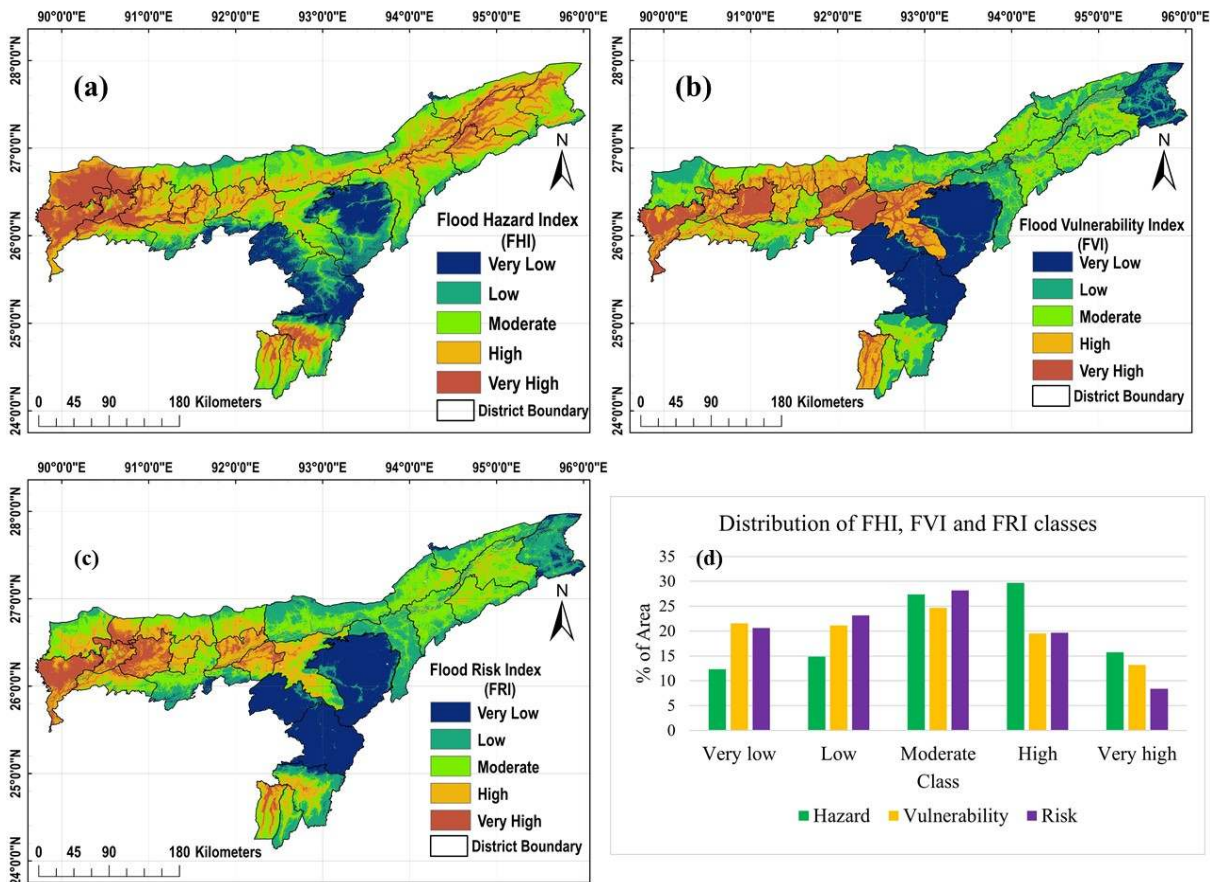 90°0'0"E 91°0'0"E 92°0'0"E 93°0'0"E 94°0'0"E 95°0'0"E 96°0'0"E
28°0'0"N
27°0'0"N
26°0'0"N
25°0'0"N
24°0'0"N
(a)
N
Flood Hazard Index
(FHI)
Very Low
Low
Moderate
High
Very High
District Boundary
0 45 90 180 Kilometers
90°0'0"E 91°0'0"E 92°0'0"E 93°0'0"E 94°0'0"E 95°0'0"E 96°0'0"E
28°0'0"N
27°0'0"N
26°0'0"N
25°0'0"N
24°0'0"N
(b)
N
Flood Vulnerability Index
(FVI)
Very Low
Low
Moderate
High
Very High
District Boundary
0 45 90 180 Kilometers
90°0'0"E 91°0'0"E 92°0'0"E 93°0'0"E 94°0'0"E 95°0'0"E 96°0'0"E
28°0'0"N
27°0'0"N
26°0'0"N
25°0'0"N
24°0'0"N
(c)
N
Flood Risk Index
(FRI)
Very Low
Low
Moderate
High
Very High
District Boundary
0 45 90 180 Kilometers
Distribution of FHI, FVI and FRI classes
(d)
% of Area
35
30
25
20
15
10
5
0
Very low Low Moderate High Very high
Class
Hazard Vulnerability Risk